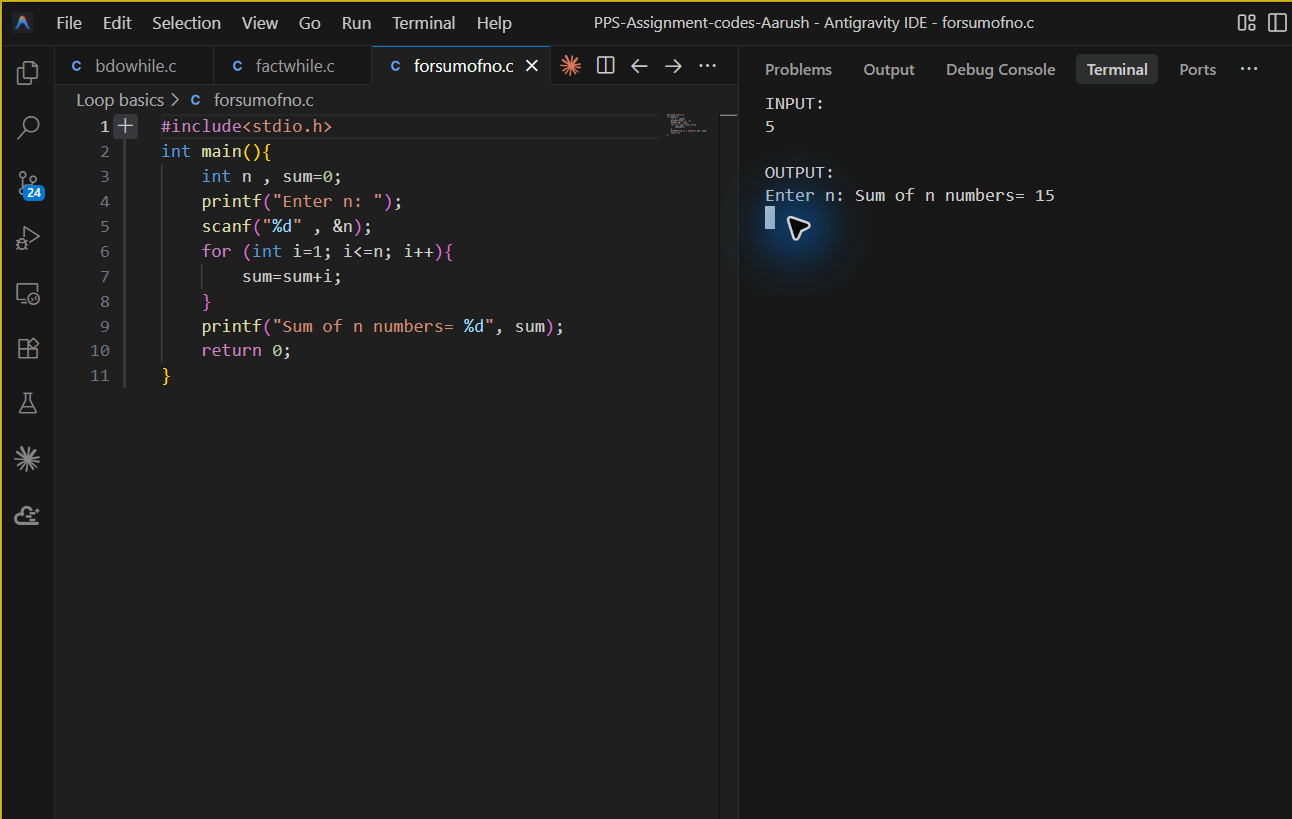 File Edit Selection View Go Run Terminal Help PPS-Assignment-codes-Aarush - Antigravity IDE - forsumofno.c
C bdowhile.c C factwhile.c C forsumofno.c
Problems Output Debug Console Terminal Ports
Loop basics > C forsumofno.c
1 #include<stdio.h>
2 int main(){
3 int n , sum=0;
4 printf("Enter n: ");
5 scanf("%d" , &n);
6 for (int i=1; i<=n; i++){
7 sum=sum+i;
8 }
9 printf("Sum of n numbers= %d", sum);
10 return 0;
11 }
24
INPUT:
5
OUTPUT:
Enter n: Sum of n numbers= 15